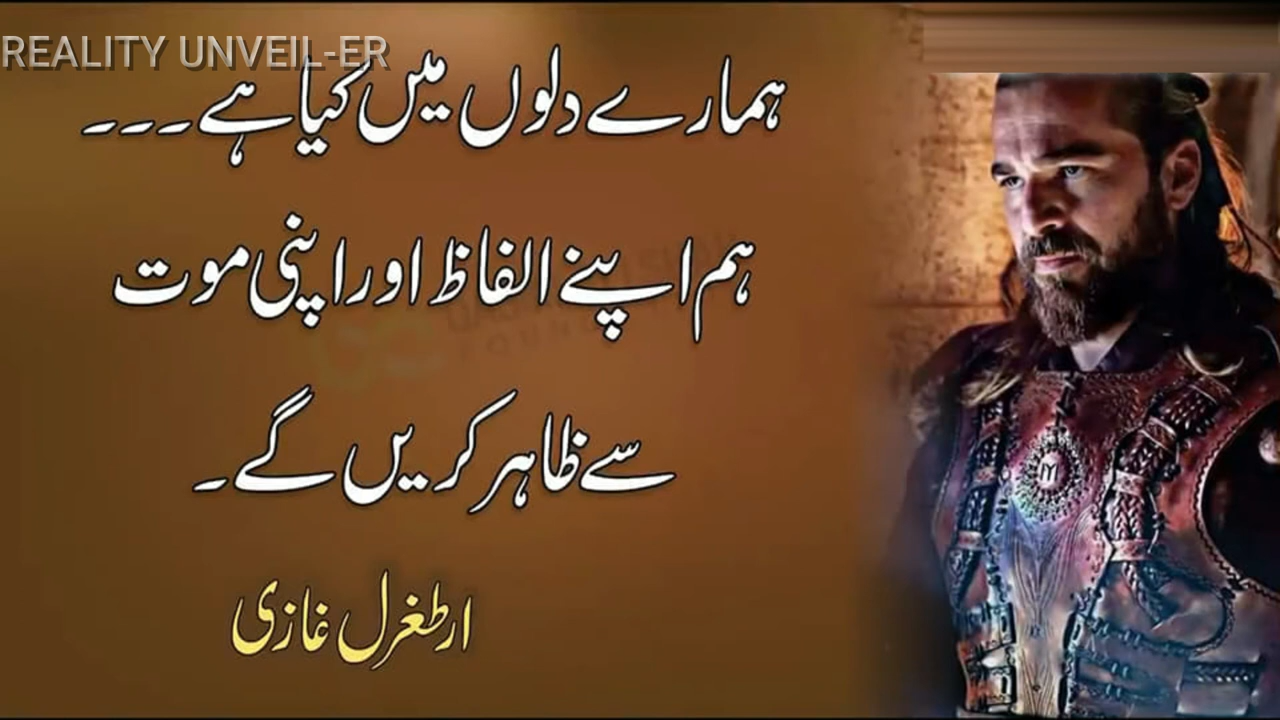 REALITY UNVEIL-ER
ہمارے دلوں میں کیا ہے۔۔۔
ہم اپنے الفاظ اور اپنی موت
سے ظاہر کریں گے۔
ارطغرل غازی